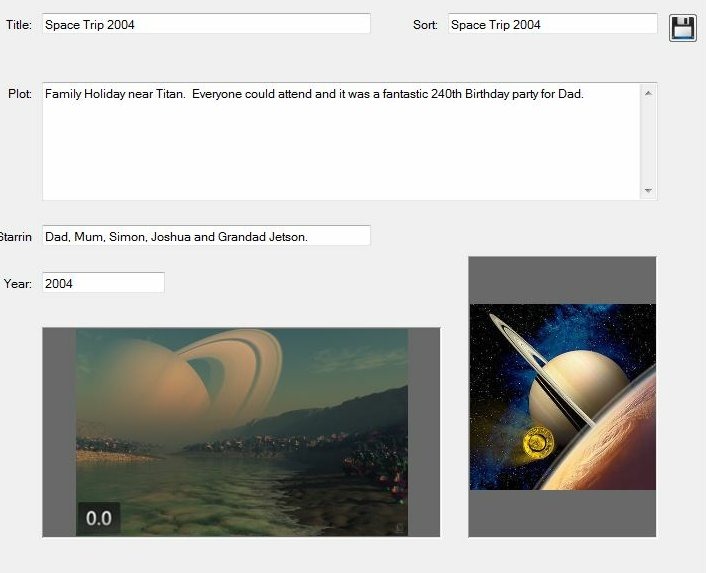 Title: Space Trip 2004 Sort: Space Trip 2004
Plot: Family Holiday near Titan. Everyone could attend and it was a fantastic 240th Birthday party for Dad.
Starrin Dad, Mum, Simon, Joshua and Grandad Jetson.
Year: 2004
0.0